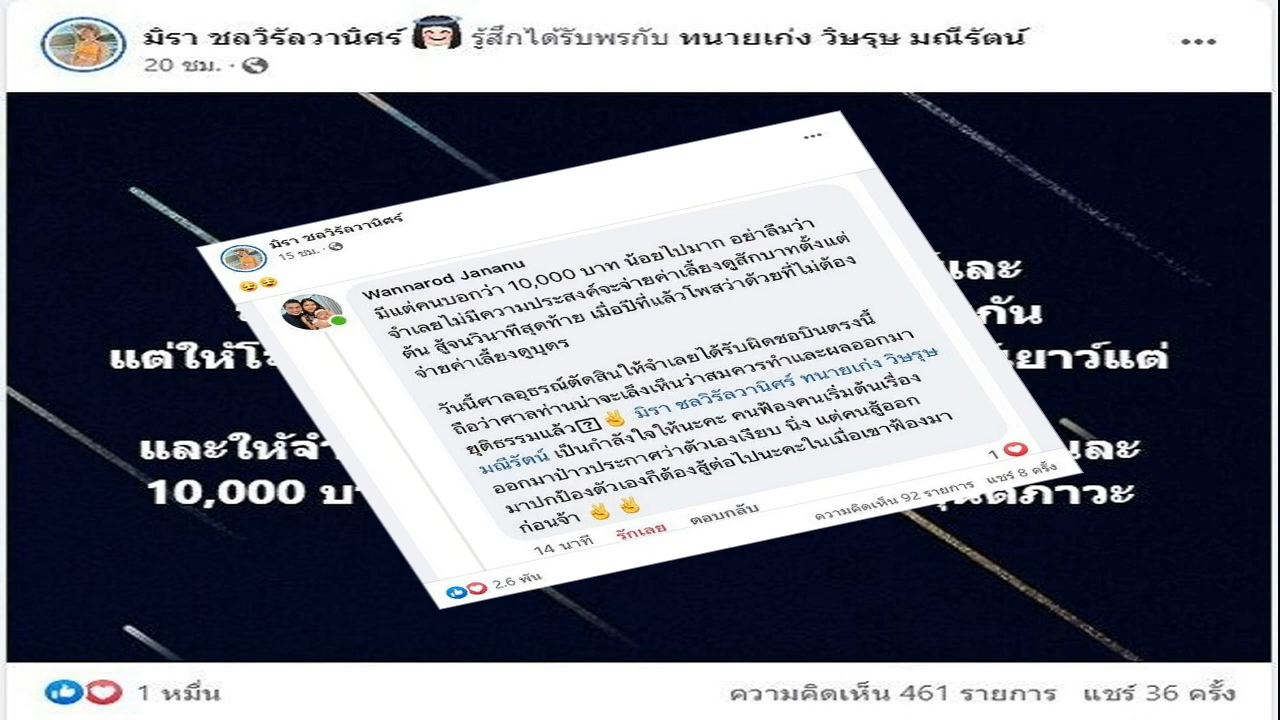 มิรา ชลวิรัลวานิศร์ รู้สึกได้รับพรกับ ทนายเก่ง วิษรุษ มณีรัตน์
20 ชม.
และ
กัน
แต่ให้
เยาว์แต่
และให้จำ
และ
10,000
มิรา ชลวิรัลวานิศร์
15 ชม.
Wannarod Jananu
มีแต่คนบอกว่า 10,000 บาท น้อยไปมาก อย่าลืมว่า
จำเลยไม่มีความประสงค์จะจ่ายค่าเลี้ยงดูสักบาทตั้งแต่
ต้น สู้จนวินาทีสุดท้าย เมื่อปีที่แล้วโพสว่าด้วยที่ไม่ต้อง
จ่ายค่าเลี้ยงดูบุตร
วันนี้ศาลอุธรณ์ตัดสินให้จำเลยได้รับผิดชอบินตรงนี้
ถือว่าศาลท่านน่าจะเล็งเห็นว่าสมควรทำและผลออกมา
ยุติธรรมแล้ว✌️ มิรา ชลวิรัลวานิศร์ ทนายเก่ง วิษรุษ
มณีรัตน์ เป็นกำลังใจให้นะคะ คนฟ้องคนเริ่มต้นเรื่อง
ออกมาป่าวประกาศว่าตัวเองเงียบ นิ่ง แต่คนสู้ออก
มาปกป้องตัวเองก็ต้องสู้ต่อไปนะคะในเมื่อเขาฟ้องมา
ก่อนจ้า ✌️ ✌️
1
14 นาที รักเลย ตอบกลับ
2.6 พัน ความคิดเห็น 92 รายการ แชร์ 8 ครั้ง
1 หมื่น ความคิดเห็น 461 รายการ แชร์ 36 ครั้ง